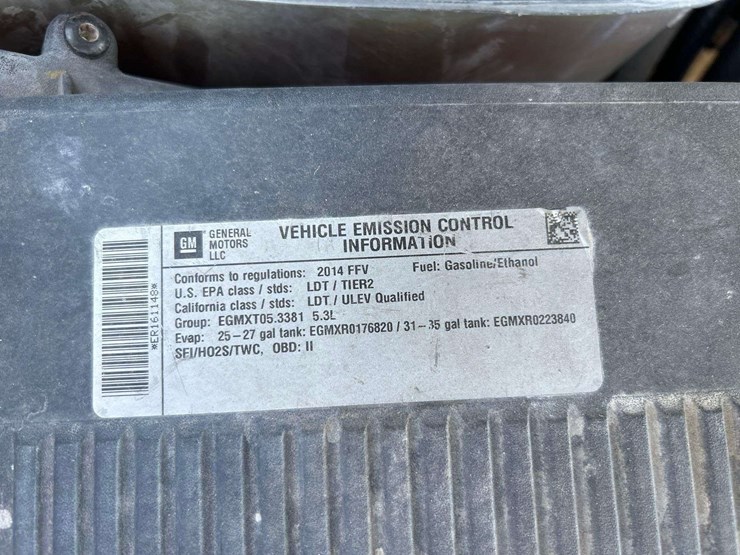 GM
GENERAL
MOTORS
LLC
VEHICLE EMISSION CONTROL
INFORMATION
Conforms to regulations: 2014 FFV Fuel: Gasoline/Ethanol
U.S. EPA class / stds: LDT / TIER2
California class / stds: LDT / ULEV Qualified
Group: EGMXT05.3381 5.3L
Evap: 25-27 gal tank: EGMXR0176820 / 31-35 gal tank: EGMXR0223840
SFI/HO2S/TWC, OBD: II
*ER161148*